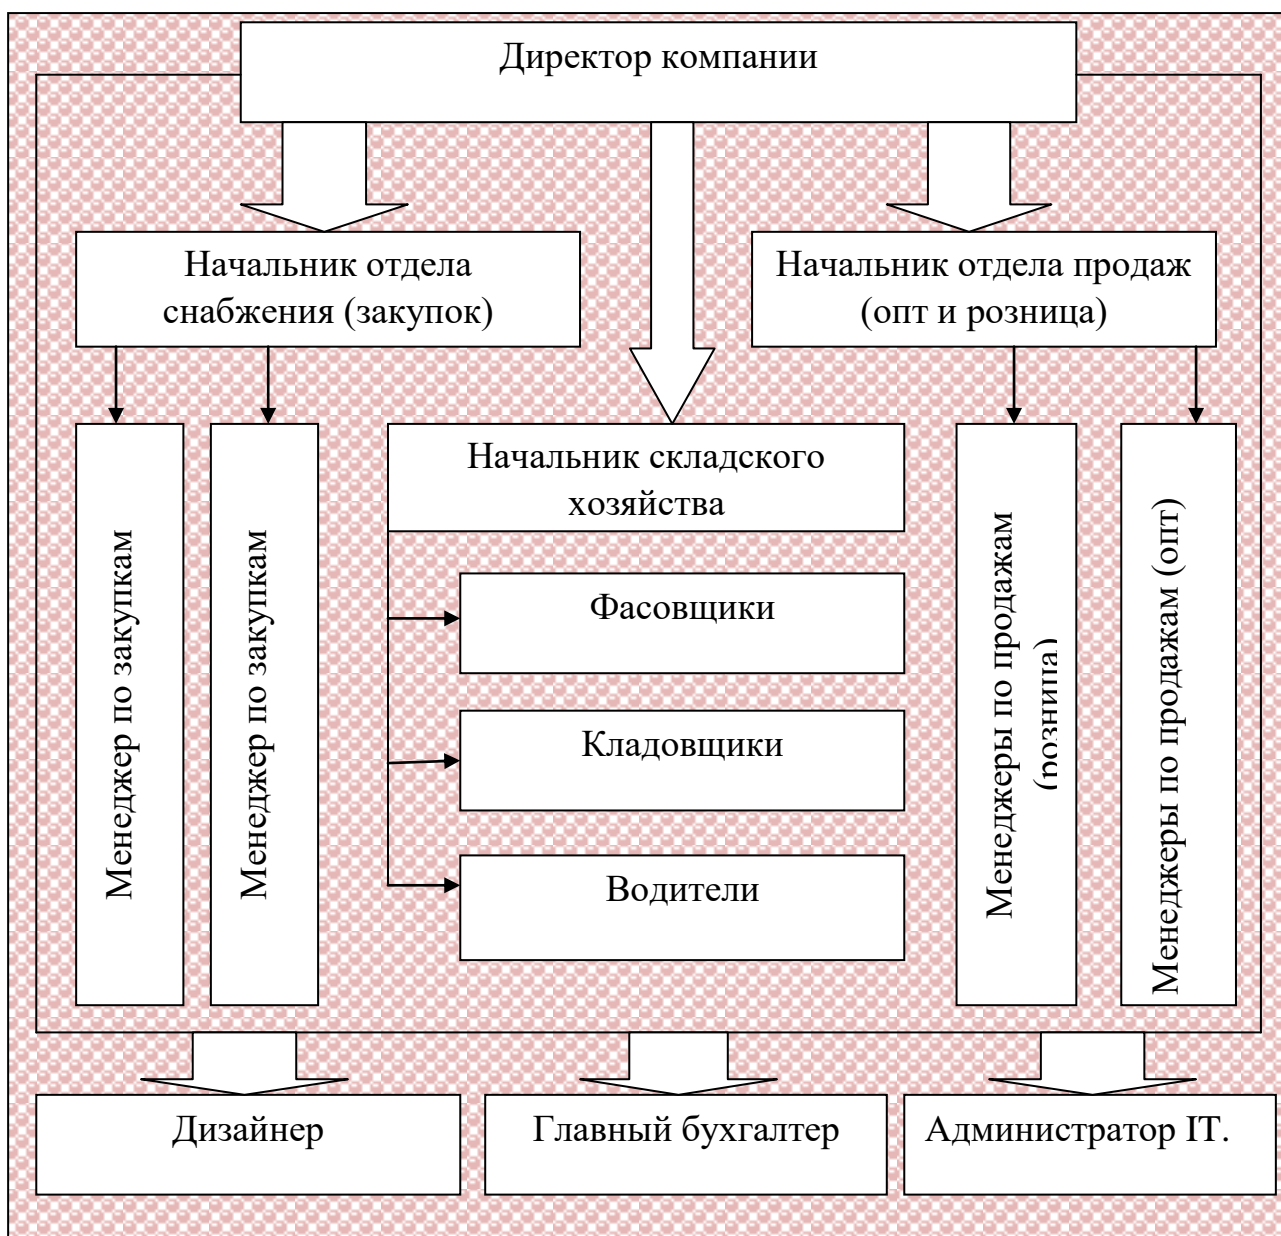 Директор компании
Начальник отдела
снабжения (закупок)
Начальник отдела продаж
(опт и розница)
Менеджер по закупкам
Менеджер по закупкам
Начальник складского
хозяйства
Фасовщики
Кладовщики
Водители
Менеджеры по продажам
(розница)
Менеджеры по продажам (опт)
Дизайнер
Главный бухгалтер
Администратор IT.